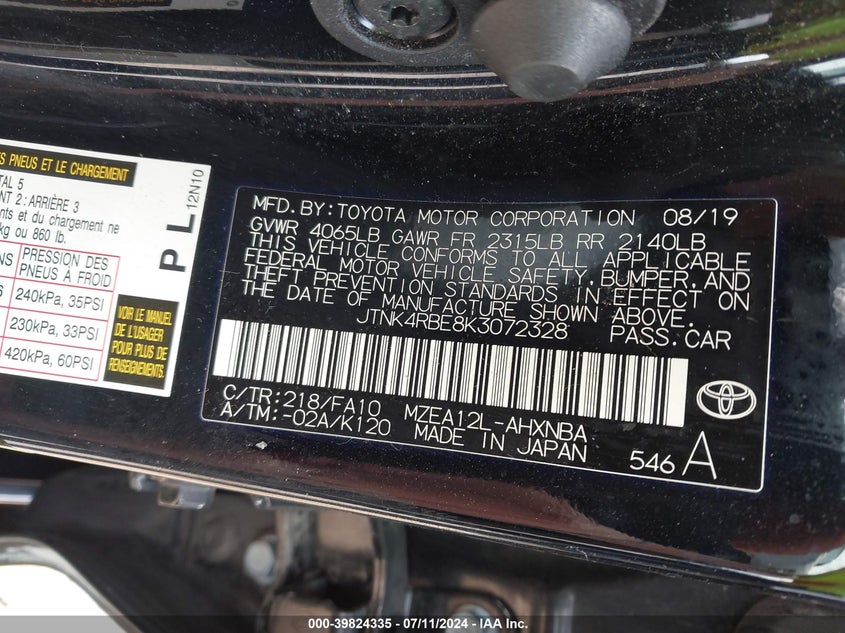 S PNEUS ET LE CHARGEMENT
TAL 5
NT 2: ARRIÈRE 3
ents et du chargement ne
kg ou 860 lb.
P L
12N10
NS PRESSION DES
PNEUS À FROID
240kPa, 35PSI
230kPa, 33PSI
420kPa, 60PSI
VOIR LE MANUEL
DE L'USAGER
POUR PLUS DE
RENSEIGNEMENTS.
MFD. BY: TOYOTA MOTOR CORPORATION 08/19
GVWR 4065LB GAWR FR 2315LB RR 2140LB
THIS VEHICLE CONFORMS TO ALL APPLICABLE
FEDERAL MOTOR VEHICLE SAFETY, BUMPER, AND
THEFT PREVENTION STANDARDS IN EFFECT ON
THE DATE OF MANUFACTURE SHOWN ABOVE.
JTNK4RBE8K3072328 PASS. CAR
C/TR: 218/FA10 MZEA12L-AHXNBA
A/TM: -02A/K120 MADE IN JAPAN
546 A
000-39824335 - 07/11/2024 - IAA Inc.